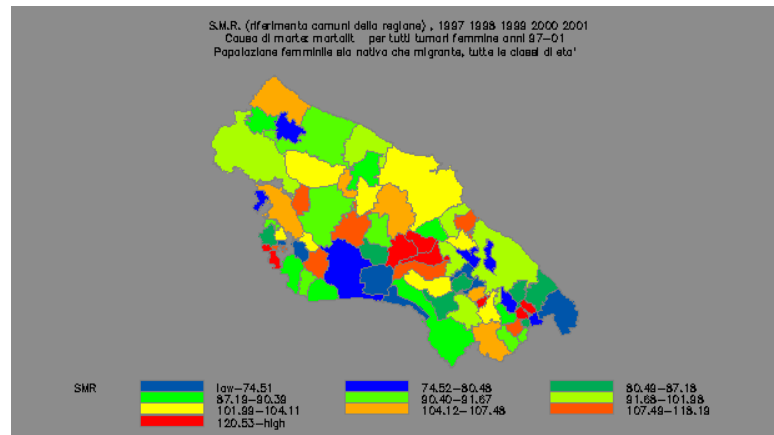 S.M.R. (riferimento comuni della regione) , 1997 1998 1999 2000 2001
Causa di morte: mortalit per tutti tumori femmine anni 97-01
Popolazione femminile sia nativa che migrante, tutte le classi di eta'
SMR
low-74.51 74.52-80.48 80.49-87.18
87.19-90.39 90.40-91.67 91.68-101.98
101.99-104.11 104.12-107.48 107.49-118.19
120.53-high